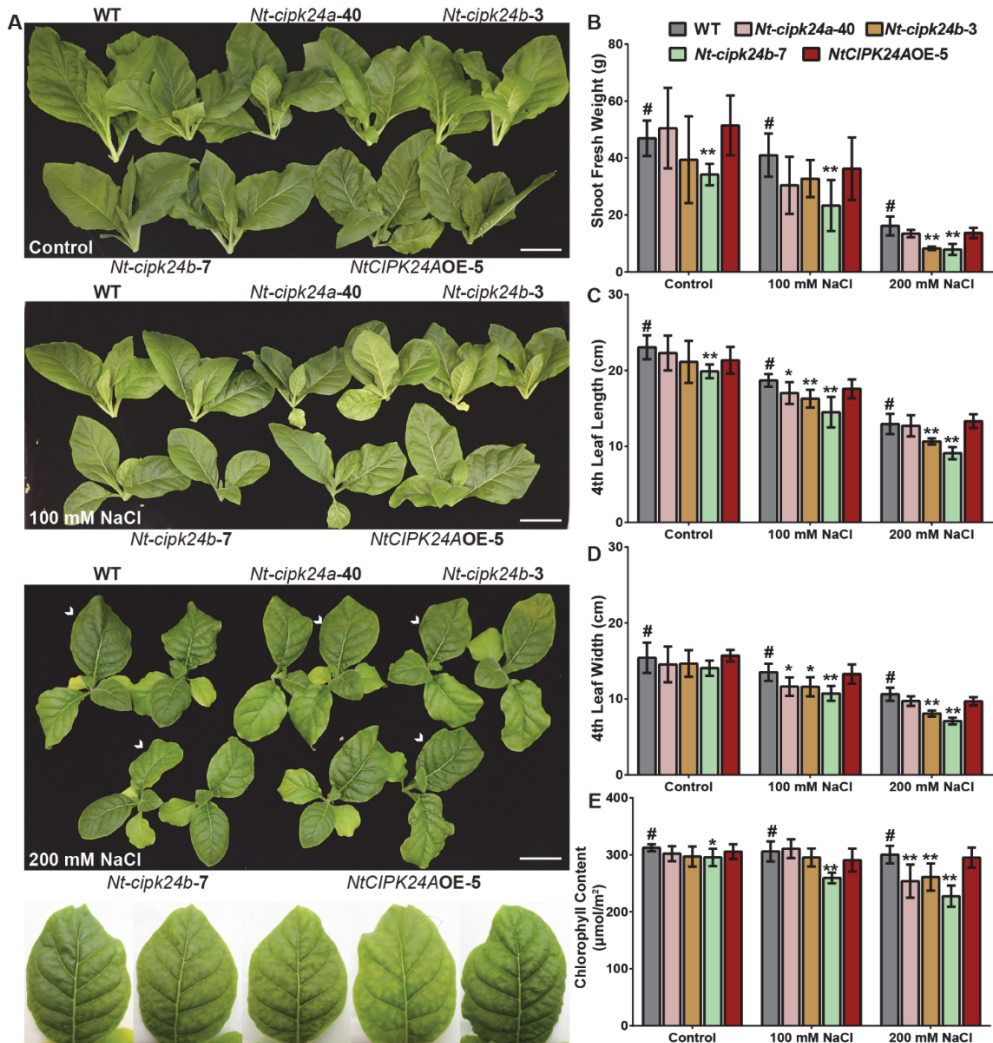 A
WT Nt-cipk24a-40 Nt-cipk24b-3
Control
Nt-cipk24b-7 NtCIPK24AOE-5
WT Nt-cipk24a-40 Nt-cipk24b-3
100 mM NaCl
Nt-cipk24b-7 NtCIPK24AOE-5
WT Nt-cipk24a-40 Nt-cipk24b-3
200 mM NaCl
Nt-cipk24b-7 NtCIPK24AOE-5
B
WT Nt-cipk24a-40 Nt-cipk24b-3
Nt-cipk24b-7 NtCIPK24AOE-5
Shoot Fresh Weight (g)
80
60
40
20
0
# ** # ** # ** **
Control 100 mM NaCl 200 mM NaCl
C
4th Leaf Length (cm)
30
20
10
0
# ** # * ** ** # ** **
Control 100 mM NaCl 200 mM NaCl
D
4th Leaf Width (cm)
30
20
10
0
# # * * ** # ** **
Control 100 mM NaCl 200 mM NaCl
E
Chlorophyll Content
(µmol/m²)
400
300
200
100
0
# * # ** # ** ** **
Control 100 mM NaCl 200 mM NaCl